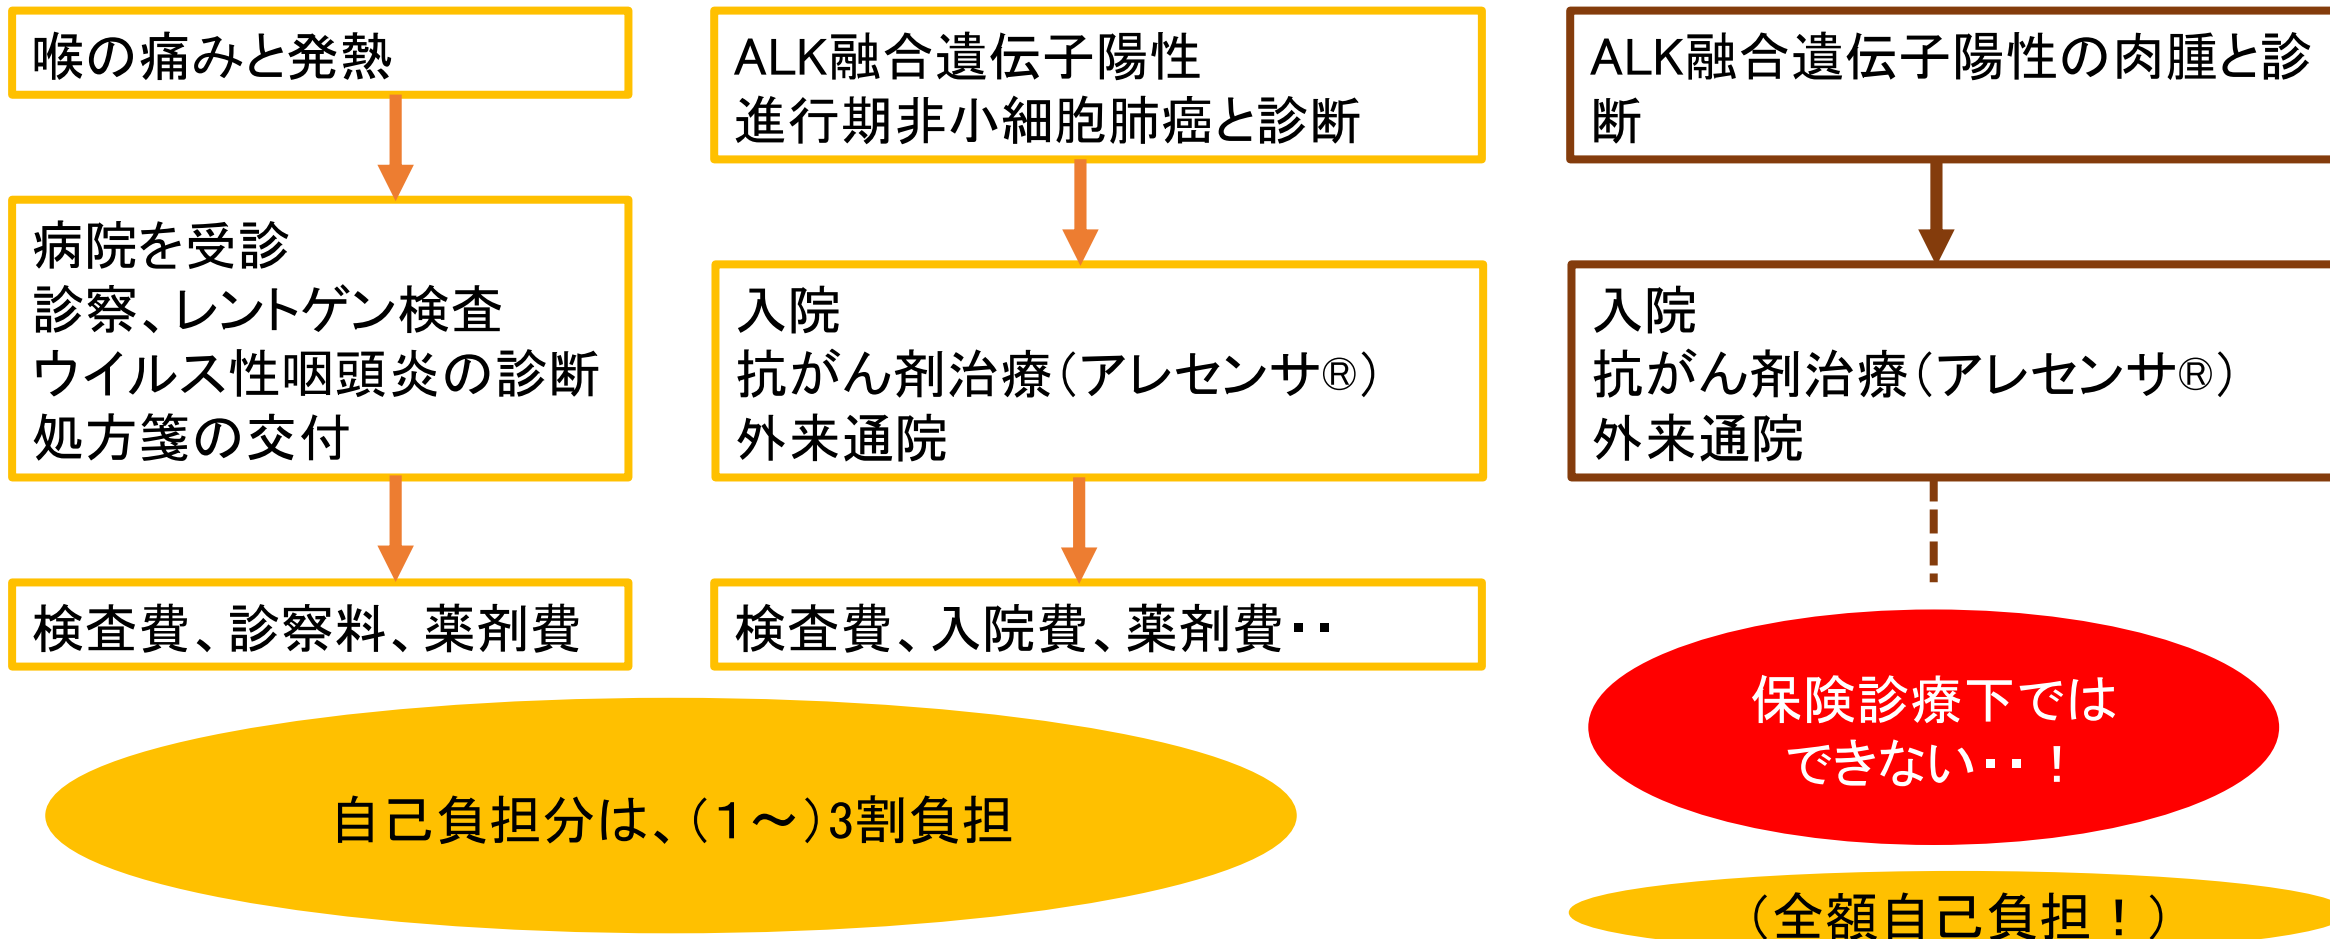 喉の痛みと発熱
病院を受診
診察、レントゲン検査
ウイルス性咽頭炎の診断
処方箋の交付
検査費、診察料、薬剤費
ALK融合遺伝子陽性
進行期非小細胞肺癌と診断
入院
抗がん剤治療（アレセンサ®）
外来通院
検査費、入院費、薬剤費・・
自己負担分は、（１～）3割負担
ALK融合遺伝子陽性の肉腫と診
断
入院
抗がん剤治療（アレセンサ®）
外来通院
保険診療下では
できない・・！
（全額自己負担！）